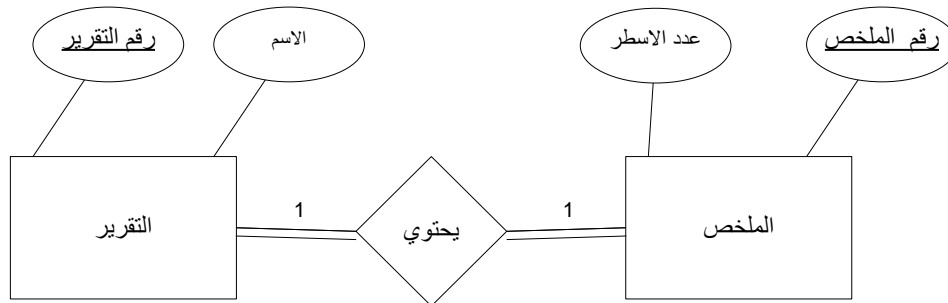 رقم التقرير
الاسم
عدد الاسطر
رقم الملخص
التقرير
1
يحتوي
1
الملخص